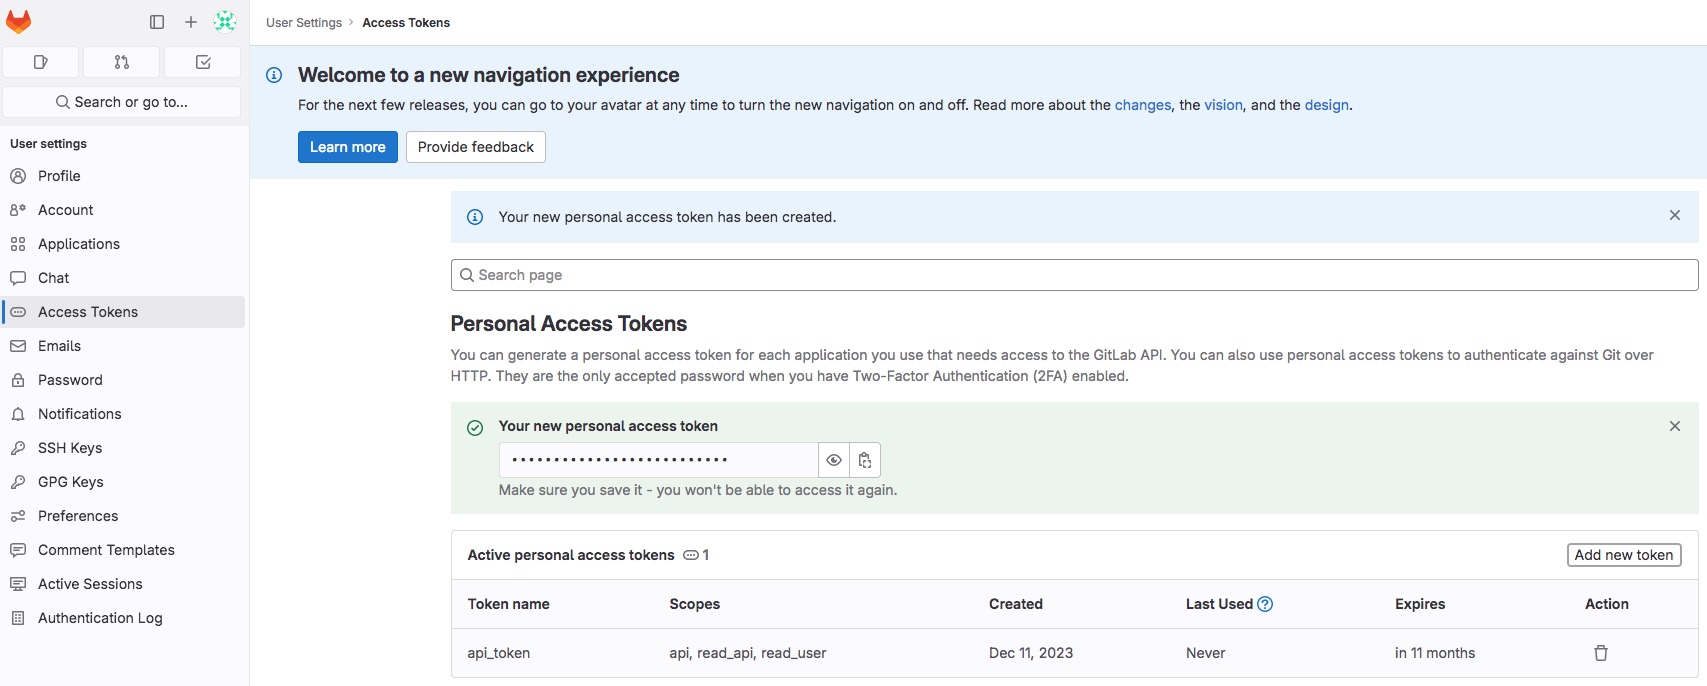 User Settings > Access Tokens
Search or go to...
User settings
Profile
Account
Applications
Chat
Access Tokens
Emails
Password
Notifications
SSH Keys
GPG Keys
Preferences
Comment Templates
Active Sessions
Authentication Log
Welcome to a new navigation experience
For the next few releases, you can go to your avatar at any time to turn the new navigation on and off. Read more about the changes, the vision, and the design.
Learn more Provide feedback
Your new personal access token has been created.
Search page
Personal Access Tokens
You can generate a personal access token for each application you use that needs access to the GitLab API. You can also use personal access tokens to authenticate against Git over
HTTP. They are the only accepted password when you have Two-Factor Authentication (2FA) enabled.
Your new personal access token
Make sure you save it - you won't be able to access it again.
Active personal access tokens 1 Add new token
Token name Scopes Created Last Used Expires Action
api_token api, read_api, read_user Dec 11, 2023 Never in 11 months